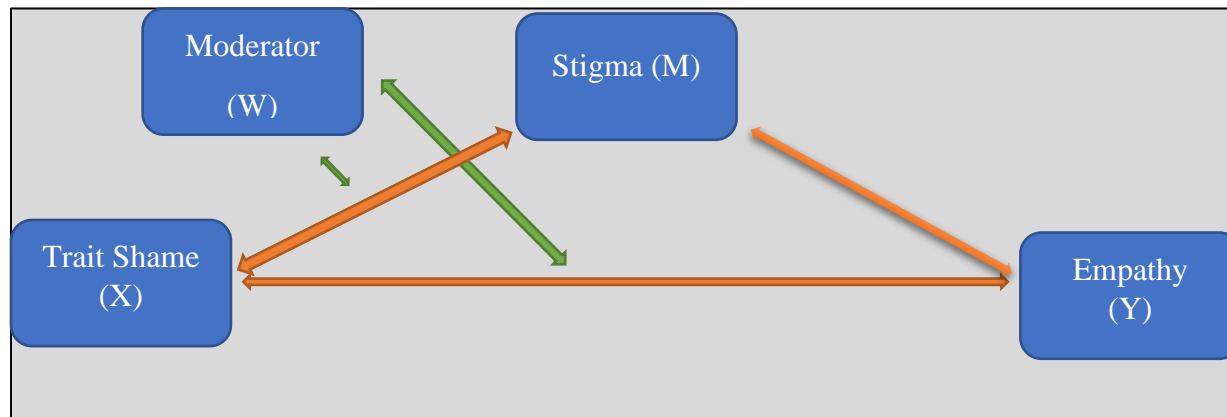 Moderator
(W)
Stigma (M)
Trait Shame
(X)
Empathy
(Y)